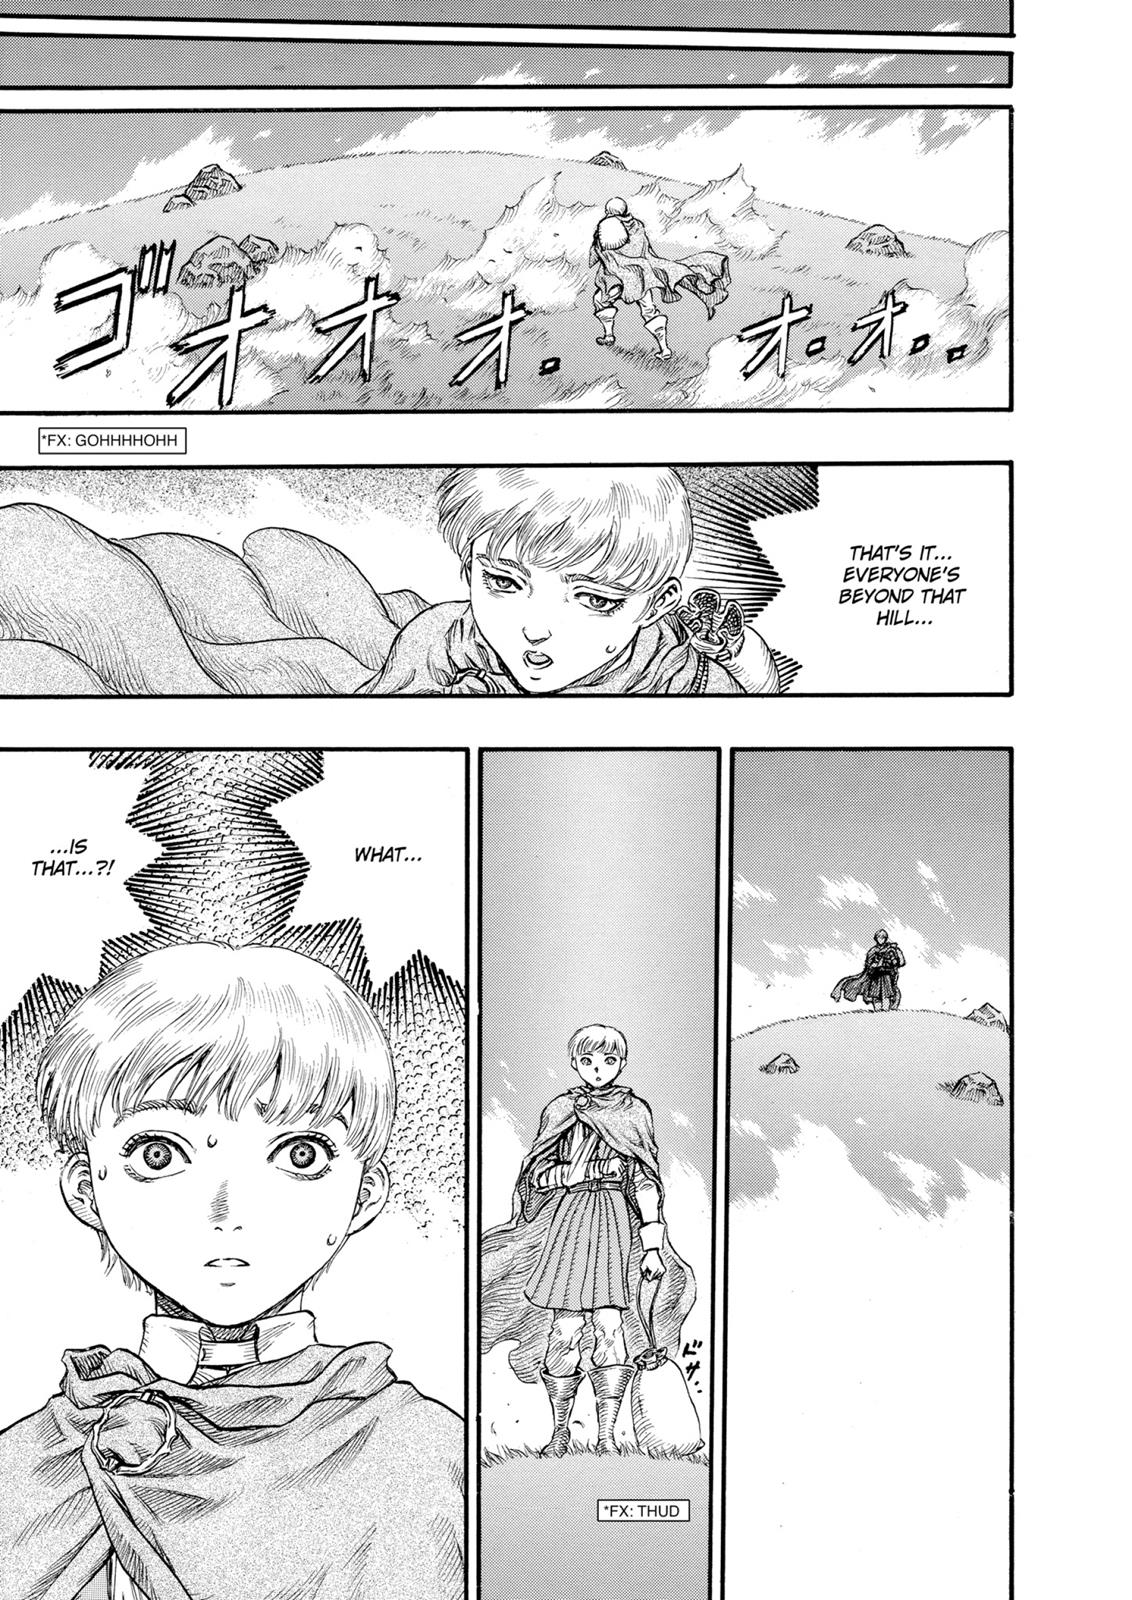 ゴオオオ。オオ。。
*FX: GOHHHHOHH
THAT'S IT...
EVERYONE'S
BEYOND THAT
HILL...
WHAT...
...IS
THAT...?!
ドサ..
*FX: THUD